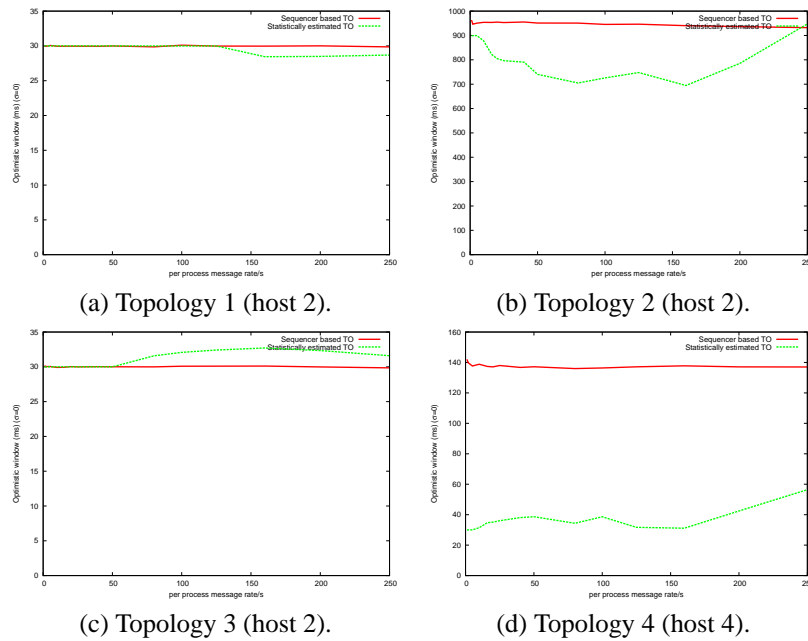 Sequencer based TO
Statistically estimated TO
35
30
25
20
15
10
5
0
Optimistic window (ms) (σ=0)
0 50 100 150 200 250
per process message rate/s
(a) Topology 1 (host 2).
Sequencer based TO
Statistically estimated TO
1000
900
800
700
600
500
400
300
200
100
0
Optimistic window (ms) (σ=0)
0 50 100 150 200 250
per process message rate/s
(b) Topology 2 (host 2).
Sequencer based TO
Statistically estimated TO
35
30
25
20
15
10
5
0
Optimistic window (ms) (σ=0)
0 50 100 150 200 250
per process message rate/s
(c) Topology 3 (host 2).
Sequencer based TO
Statistically estimated TO
160
140
120
100
80
60
40
20
0
Optimistic window (ms) (σ=0)
0 50 100 150 200 250
per process message rate/s
(d) Topology 4 (host 4).